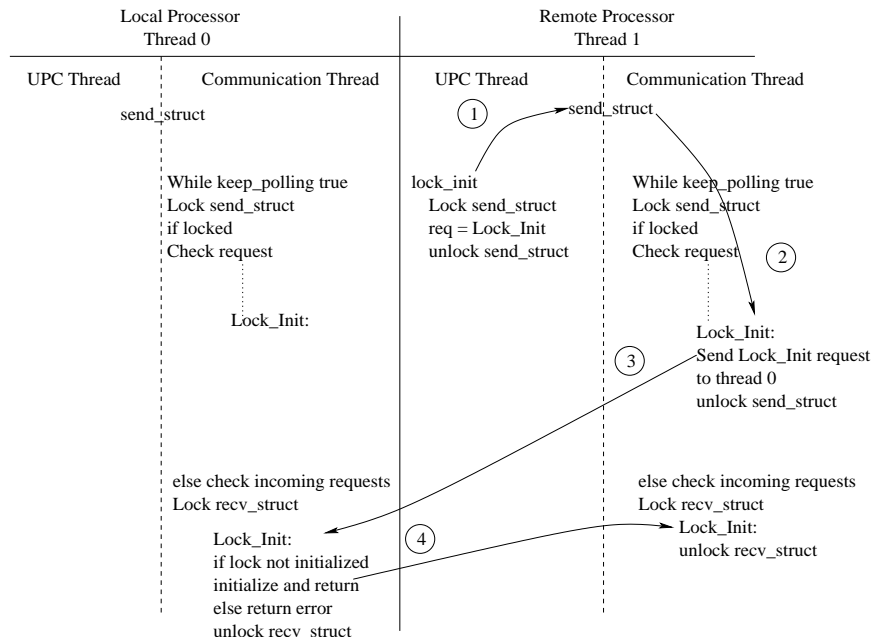 Local Processor
Thread 0
Remote Processor
Thread 1
UPC Thread
Communication Thread
UPC Thread
Communication Thread
send_struct
1
send_struct
While keep_polling true
Lock send_struct
if locked
Check request
lock_init
Lock send_struct
req = Lock_Init
unlock send_struct
While keep_polling true
Lock send_struct
if locked
Check request
2
Lock_Init:
Lock_Init:
Send Lock_Init request
to thread 0
unlock send_struct
3
else check incoming requests
Lock recv_struct
Lock_Init:
if lock not initialized
initialize and return
else return error
unlock recv_struct
4
else check incoming requests
Lock recv_struct
Lock_Init:
unlock recv_struct